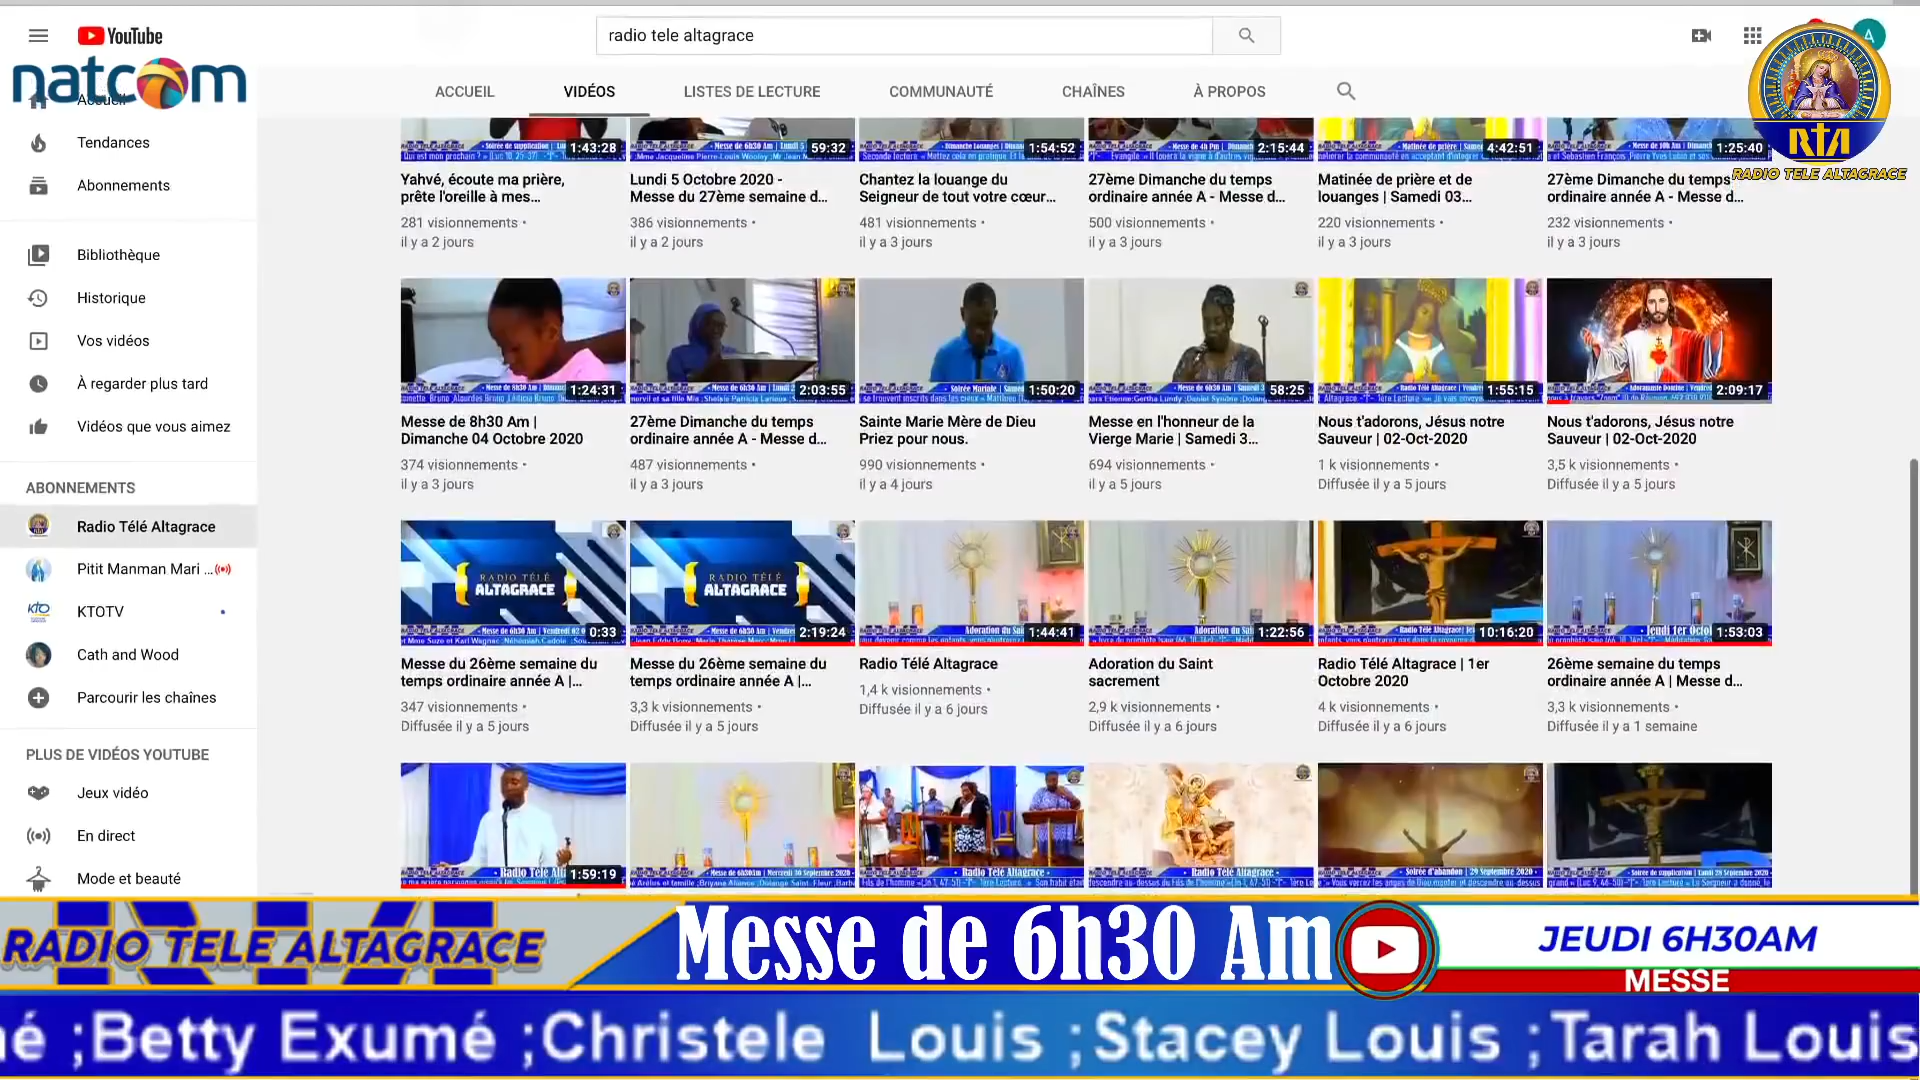 YouTube
radio tele altagrace
A
natcom
Accueil
ACCUEIL
VIDÉOS
LISTES DE LECTURE
COMMUNAUTÉ
CHAÎNES
À PROPOS
RTA
RADIO TELE ALTAGRACE
Tendances
Abonnements
Bibliothèque
Historique
Vos vidéos
À regarder plus tard
Vidéos que vous aimez
ABONNEMENTS
Radio Télé Altagrace
Pitit Manman Mari ...
KTOTV
Cath and Wood
Parcourir les chaînes
PLUS DE VIDÉOS YOUTUBE
Jeux vidéo
En direct
Mode et beauté
1:43:28
59:32
1:54:52
2:15:44
4:42:51
1:25:40
Yahvé, écoute ma prière,
prête l'oreille à mes...
281 visionnements •
il y a 2 jours
Lundi 5 Octobre 2020 -
Messe du 27ème semaine d...
386 visionnements •
il y a 2 jours
Chantez la louange du
Seigneur de tout votre cœur...
481 visionnements •
il y a 3 jours
27ème Dimanche du temps
ordinaire année A - Messe d...
500 visionnements •
il y a 3 jours
Matinée de prière et de
louanges | Samedi 03...
220 visionnements •
il y a 3 jours
27ème Dimanche du temps
ordinaire année A - Messe d...
232 visionnements •
il y a 3 jours
1:24:31
2:03:55
1:50:20
58:25
1:55:15
2:09:17
Messe de 8h30 Am |
Dimanche 04 Octobre 2020
374 visionnements •
il y a 3 jours
27ème Dimanche du temps
ordinaire année A - Messe d...
487 visionnements •
il y a 3 jours
Sainte Marie Mère de Dieu
Priez pour nous.
990 visionnements •
il y a 4 jours
Messe en l'honneur de la
Vierge Marie | Samedi 3...
694 visionnements •
il y a 5 jours
Nous t'adorons, Jésus notre
Sauveur | 02-Oct-2020
1 k visionnements •
Diffusée il y a 5 jours
Nous t'adorons, Jésus notre
Sauveur | 02-Oct-2020
3,5 k visionnements •
Diffusée il y a 5 jours
RADIO TÉLÉ
ALTAGRACE
0:33
RADIO TÉLÉ
ALTAGRACE
2:19:24
1:44:41
1:22:56
10:16:20
1:53:03
Messe du 26ème semaine du
temps ordinaire année A |...
347 visionnements •
Diffusée il y a 5 jours
Messe du 26ème semaine du
temps ordinaire année A |...
3,3 k visionnements •
Diffusée il y a 5 jours
Radio Télé Altagrace
1,4 k visionnements •
Diffusée il y a 6 jours
Adoration du Saint
sacrement
2,9 k visionnements •
Diffusée il y a 6 jours
Radio Télé Altagrace | 1er
Octobre 2020
4 k visionnements •
Diffusée il y a 6 jours
26ème semaine du temps
ordinaire année A | Messe d...
3,3 k visionnements •
Diffusée il y a 1 semaine
1:59:19
RADIO TELE ALTAGRACE
Messe de 6h30 Am
JEUDI 6H30AM
MESSE
né ;Betty Exumé ;Christele Louis ;Stacey Louis ;Tarah Louis